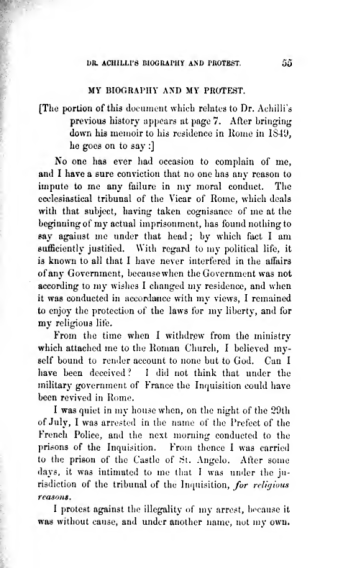 DR. ACHILLI'S BIOGRAPHY AND PROTEST. 55
MY BIOGRAPHY AND MY PROTEST.
[The portion of this document which relates to Dr. Achilli's
previous history appears at page 7. After bringing
down his memoir to his residence in Rome in 1849,
he goes on to say :]
No one has ever had occasion to complain of me,
and I have a sure conviction that no one has any reason to
impute to me any failure in my moral conduct. The
ecclesiastical tribunal of the Vicar of Rome, which deals
with that subject, having taken cognisance of me at the
beginning of my actual imprisonment, has found nothing to
say against me under that head ; by which fact I am
sufficiently justified. With regard to my political life, it
is known to all that I have never interfered in the affairs
of any Government, because when the Government was not
according to my wishes I changed my residence, and when
it was conducted in accordance with my views, I remained
to enjoy the protection of the laws for my liberty, and for
my religious life.
From the time when I withdrew from the ministry
which attached me to the Roman Church, I believed my-
self bound to render account to none but to God. Can I
have been deceived ? I did not think that under the
military government of France the Inquisition could have
been revived in Rome.
I was quiet in my house when, on the night of the 29th
of July, I was arrested in the name of the Prefect of the
French Police, and the next morning conducted to the
prisons of the Inquisition. From thence I was carried
to the prison of the Castle of St. Angelo. After some
days, it was intimated to me that I was under the ju-
risdiction of the tribunal of the Inquisition, for religious
reasons.
I protest against the illegality of my arrest, because it
was without cause, and under another name, not my own.